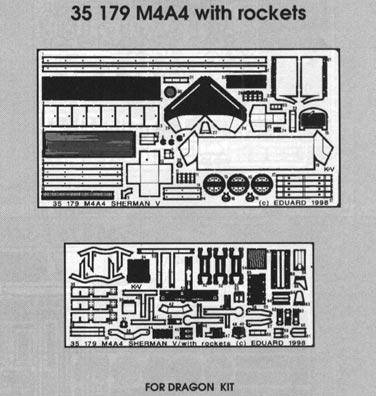 35 179 M4A4 with rockets
K-V
35 179 M4A4 SHERMAN V (c) EDUARD 1998
K-V
35 179 M4A4 SHERMAN V/with rockets (c) EDUARD 1998
FOR DRAGON KIT